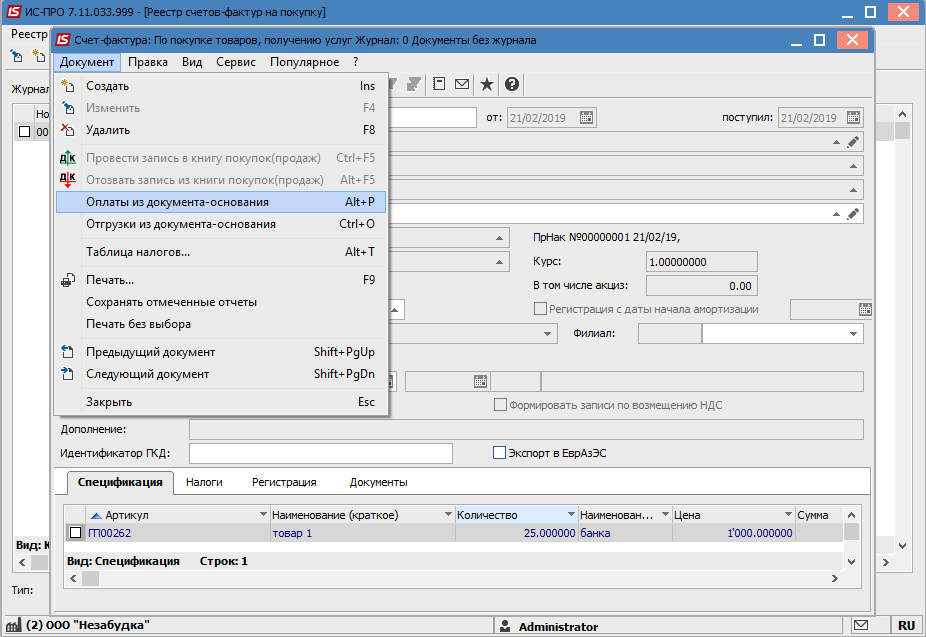 ИС-ПРО 7.11.033.999 - [Реестр счетов-фактур на покупку]
Реестр
Счет-фактура: По покупке товаров, получению услуг Журнал: 0 Документы без журнала
Документ Правка Вид Сервис Популярное ?
Журнал
Но
00
Создать Ins
Изменить F4
Удалить F8
Провести запись в книгу покупок(продаж) Ctrl+F5
Отозвать запись из книги покупок(продаж) Alt+F5
Оплаты из документа-основания Alt+P
Отгрузки из документа-основания Ctrl+O
Таблица налогов... Alt+T
Печать... F9
Сохранять отмеченные отчеты
Печать без выбора
Предыдущий документ Shift+PgUp
Следующий документ Shift+PgDn
Закрыть Esc
от: 21/02/2019 поступил: 21/02/2019
ПрНак №00000001 21/02/19,
Курс: 1.00000000
В том числе акциз: 0.00
Регистрация с даты начала амортизации
Филиал:
Формировать записи по возмещению НДС
Дополнение:
Идентификатор ГКД: Экспорт в ЕврАзЭС
Спецификация Налоги Регистрация Документы
Артикул Наименование (краткое) Количество Наименован... Цена Сумма
ГП00262 товар 1 25.000000 банка 1'000.000000
Вид: Спецификация Строк: 1
Вид: К
Тип:
(2) ООО "Незабудка" Administrator RU